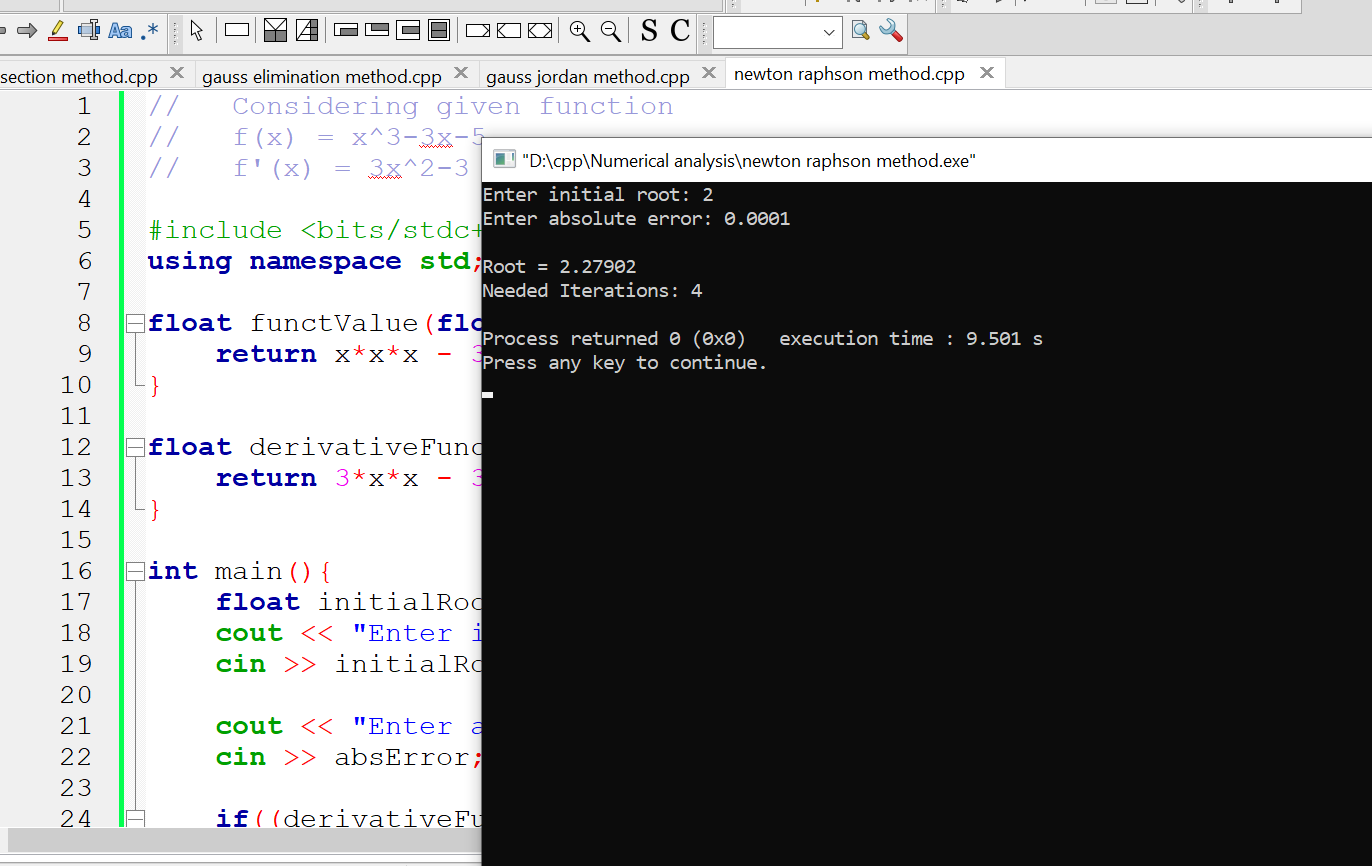 Aa .*
S C
section method.cpp
gauss elimination method.cpp
gauss jordan method.cpp
newton raphson method.cpp
1 // Considering given function
2 // f(x) = x^3-3x-5
3 // f'(x) = 3x^2-3
4
5 #include <bits/stdc+
6 using namespace std;
7
8 float functValue(flo
9 return x*x*x - 3
10 }
11
12 float derivativeFunc
13 return 3*x*x - 3
14 }
15
16 int main(){
17 float initialRoo
18 cout << "Enter i
19 cin >> initialRo
20
21 cout << "Enter a
22 cin >> absError;
23
24 if((derivativeFu
"D:\cpp\Numerical analysis\newton raphson method.exe"
Enter initial root: 2
Enter absolute error: 0.0001
Root = 2.27902
Needed Iterations: 4
Process returned 0 (0x0) execution time : 9.501 s
Press any key to continue.